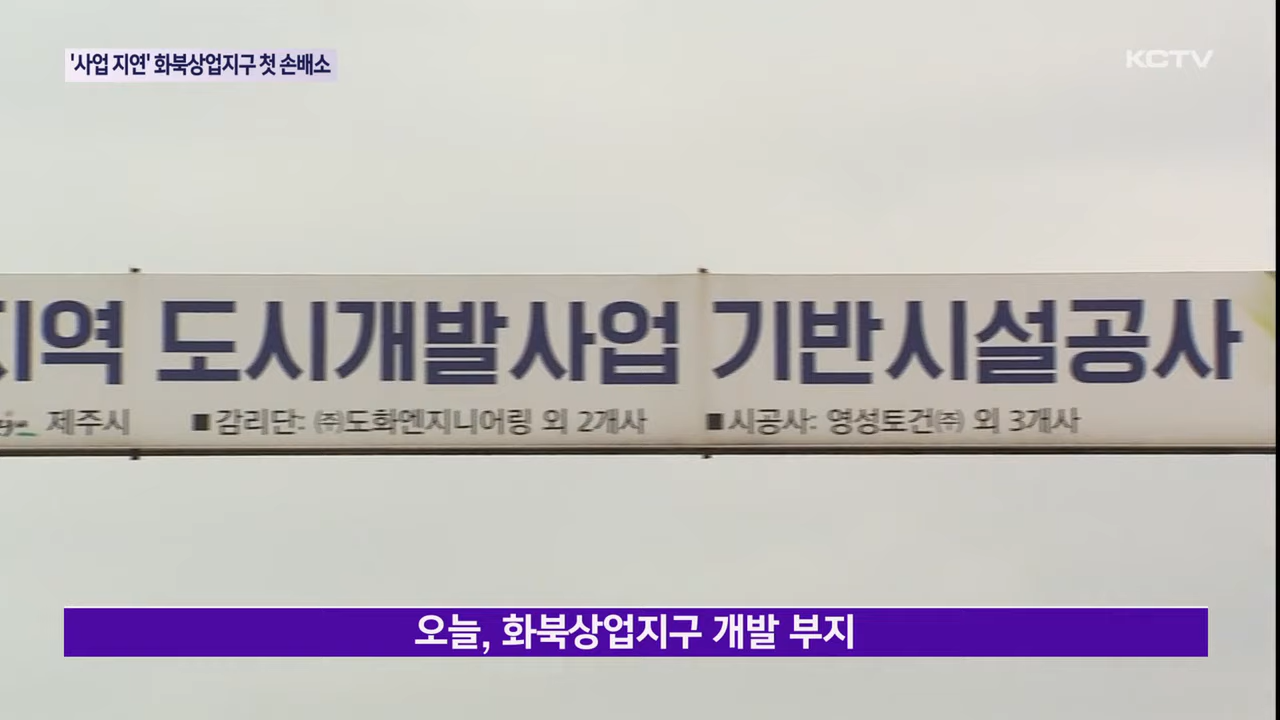 '사업 지연' 화북상업지구 첫 손배소
KCTV
지역 도시개발사업 기반시설공사
제주시 ■감리단: ㈜도화엔지니어링 외 2개사 ■시공사: 영성토건㈜ 외 3개사
오늘, 화북상업지구 개발 부지